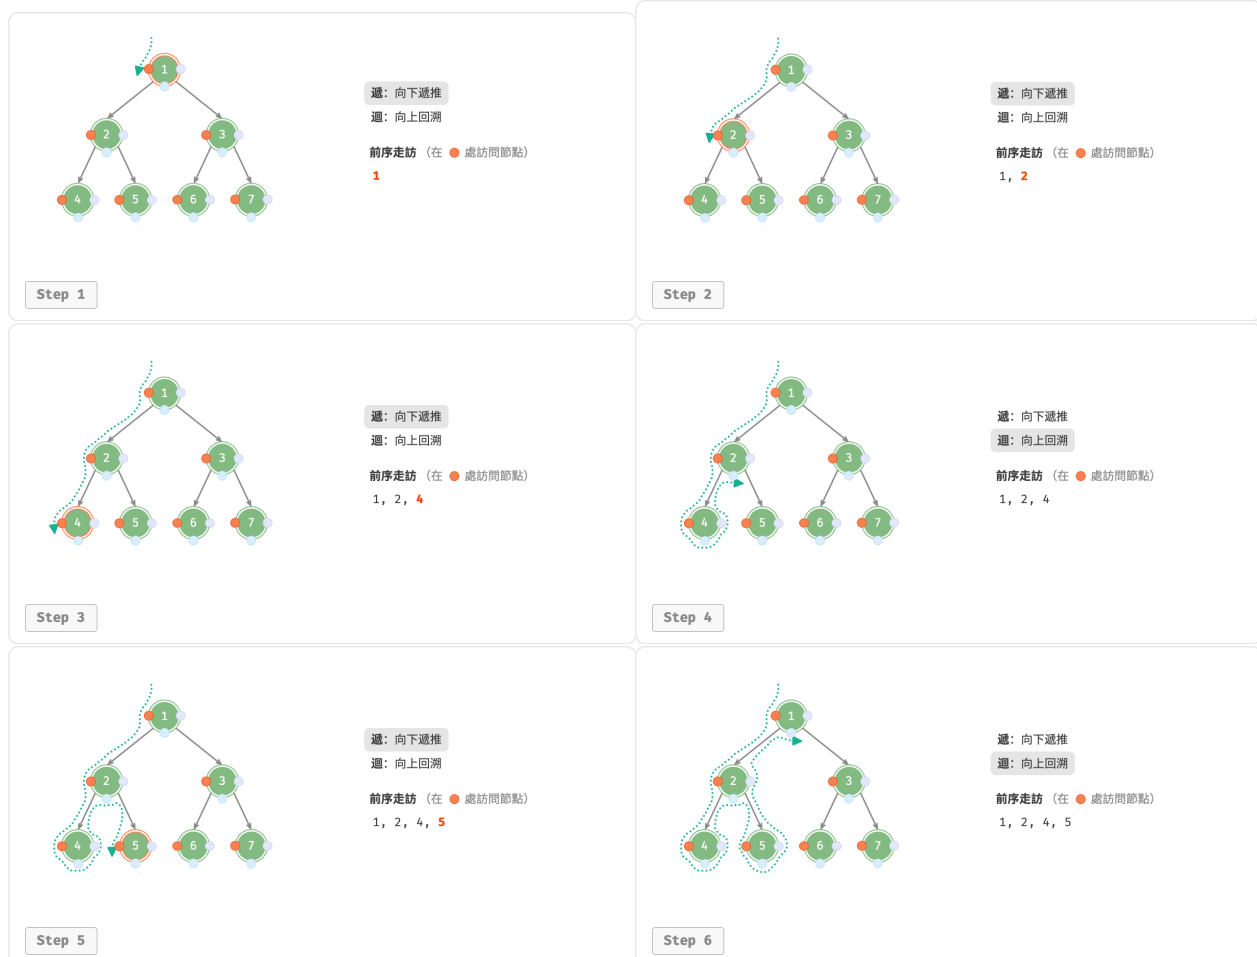 1
2
3
4
5
6
7
遞：向下遞推
迴：向上回溯
前序走訪 （在 處訪問節點）
1
Step 1
1
2
3
4
5
6
7
遞：向下遞推
迴：向上回溯
前序走訪 （在 處訪問節點）
1, 2
Step 2
1
2
3
4
5
6
7
遞：向下遞推
迴：向上回溯
前序走訪 （在 處訪問節點）
1, 2, 4
Step 3
1
2
3
4
5
6
7
遞：向下遞推
迴：向上回溯
前序走訪 （在 處訪問節點）
1, 2, 4
Step 4
1
2
3
4
5
6
7
遞：向下遞推
迴：向上回溯
前序走訪 （在 處訪問節點）
1, 2, 4, 5
Step 5
1
2
3
4
5
6
7
遞：向下遞推
迴：向上回溯
前序走訪 （在 處訪問節點）
1, 2, 4, 5
Step 6